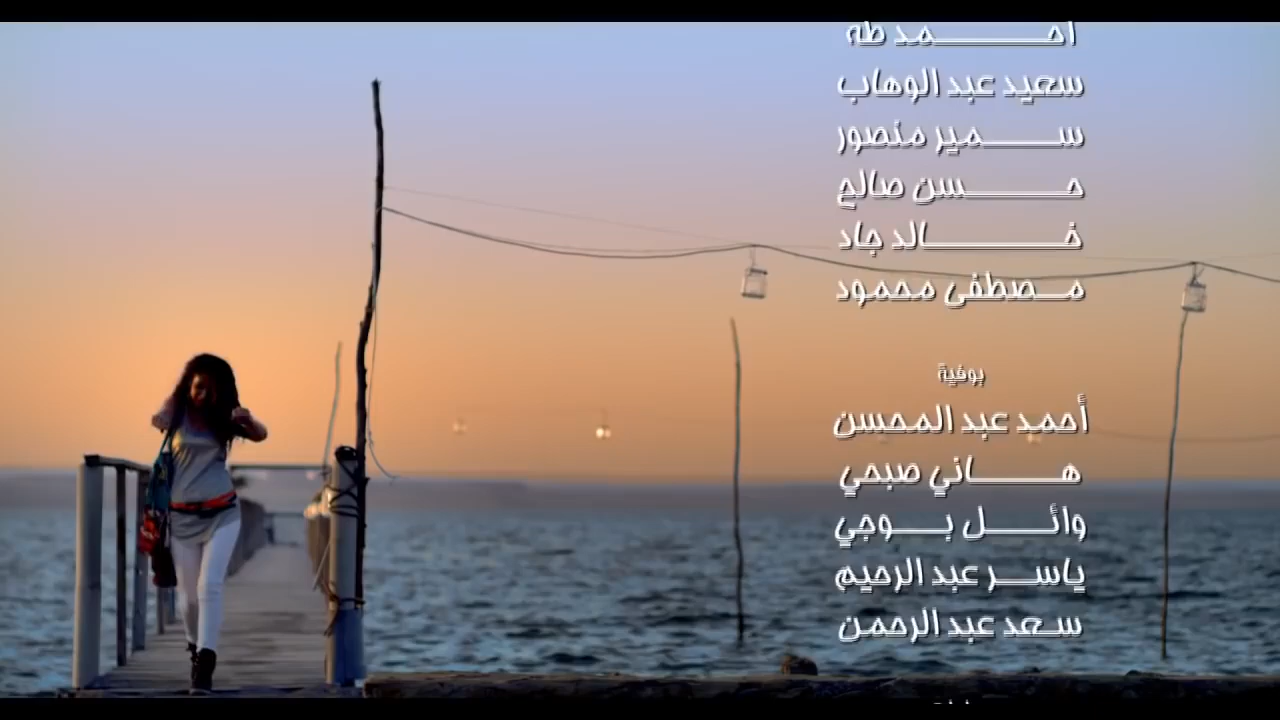 احمد طه
سعيد عبد الوهاب
سمير منصور
حسن صالح
خالد جاد
مصطفى محمود
بوفية
أحمد عبد المحسن
هاني صبحي
وائل بوجي
ياسر عبد الرحيم
سعد عبد الرحمن